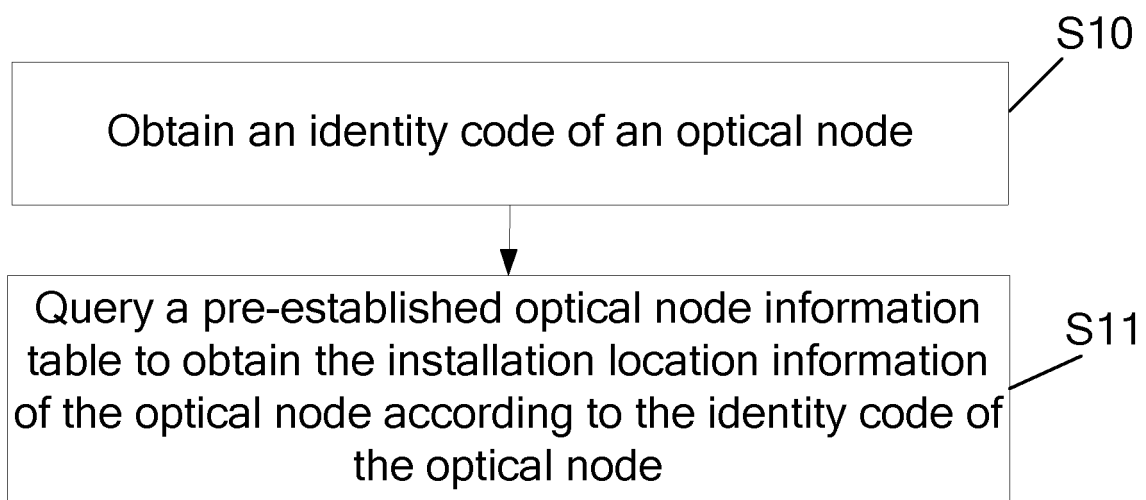 S10
Obtain an identity code of an optical node
Query a pre-established optical node information
table to obtain the installation location information
of the optical node according to the identity code of
the optical node
S11